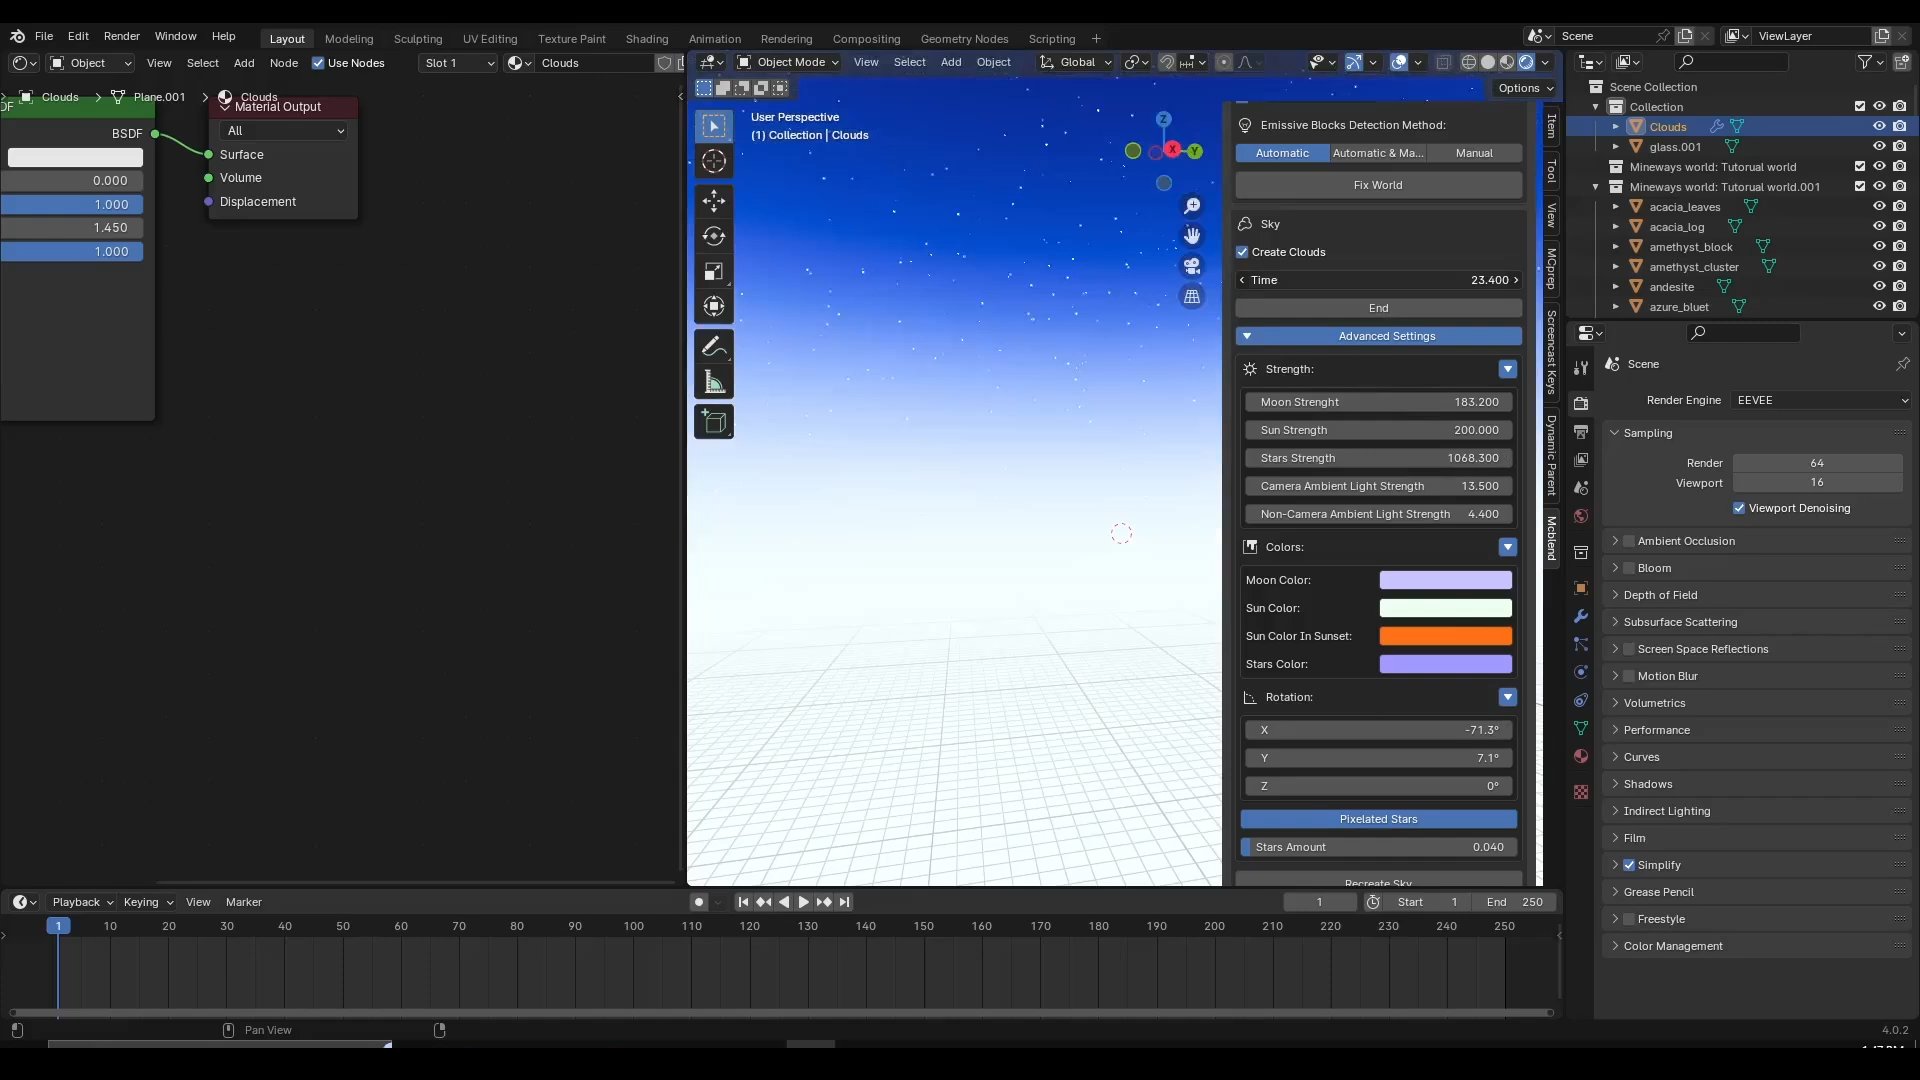 File Edit Render Window Help Layout Modeling Sculpting UV Editing Texture Paint Shading Animation Rendering Compositing Geometry Nodes Scripting + Scene ViewLayer
Object View Select Add Node Use Nodes Slot 1 Clouds
Object Mode View Select Add Object Global
Options
Clouds > Plane.001 > Clouds
Material Output
All
BSDF
Surface
Volume
Displacement
0.000
1.000
1.450
1.000
User Perspective
(1) Collection | Clouds
Z
X
Y
Emissive Blocks Detection Method:
Automatic Automatic & Ma... Manual
Fix World
Sky
Create Clouds
Time 23.400
End
Advanced Settings
Strength:
Moon Strenght 183.200
Sun Strength 200.000
Stars Strength 1068.300
Camera Ambient Light Strength 13.500
Non-Camera Ambient Light Strength 4.400
Colors:
Moon Color:
Sun Color:
Sun Color In Sunset:
Stars Color:
Rotation:
X -71.3°
Y 7.1°
Z 0°
Pixelated Stars
Stars Amount 0.040
Recreate Sky
Item
Tool
View
MCprep
Screencast Keys
Dynamic Parent
Mcblend
Scene Collection
Collection
Clouds
glass.001
Mineways world: Tutorual world
Mineways world: Tutorual world.001
acacia_leaves
acacia_log
amethyst_block
amethyst_cluster
andesite
azure_bluet
Scene
Render Engine EEVEE
Sampling
Render 64
Viewport 16
Viewport Denoising
Ambient Occlusion
Bloom
Depth of Field
Subsurface Scattering
Screen Space Reflections
Motion Blur
Volumetrics
Performance
Curves
Shadows
Indirect Lighting
Film
Simplify
Grease Pencil
Freestyle
Color Management
Playback Keying View Marker 1 Start 1 End 250
1 10 20 30 40 50 60 70 80 90 100 110 120 130 140 150 160 170 180 190 200 210 220 230 240 250
Pan View
4.0.2